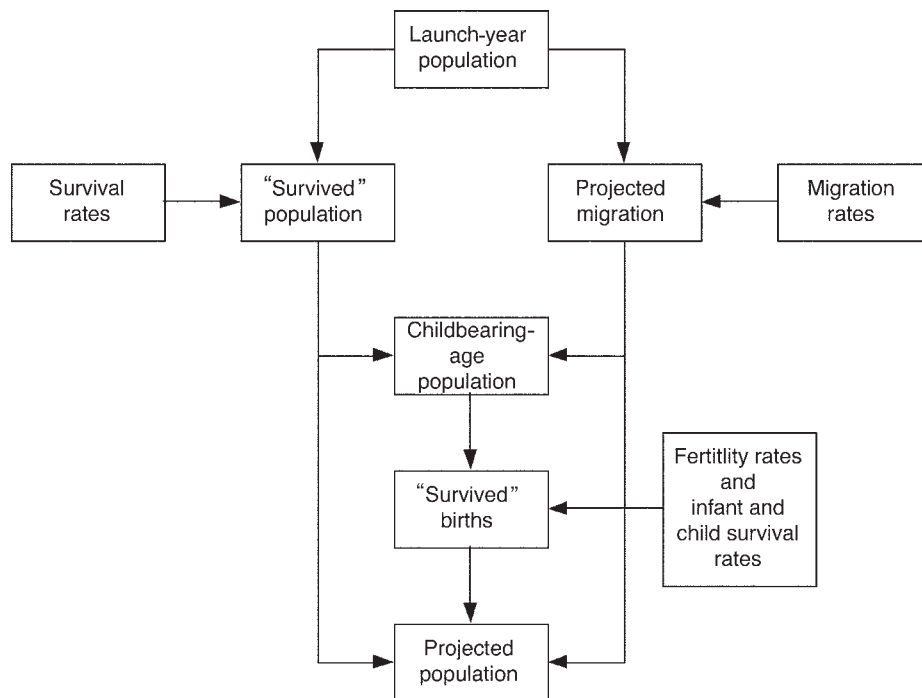 Launch-year
population
Survival
rates
“Survived”
population
Projected
migration
Migration
rates
Childbearing-
age
population
Fertitlity rates
and
infant and
child survival
rates
“Survived”
births
Projected
population